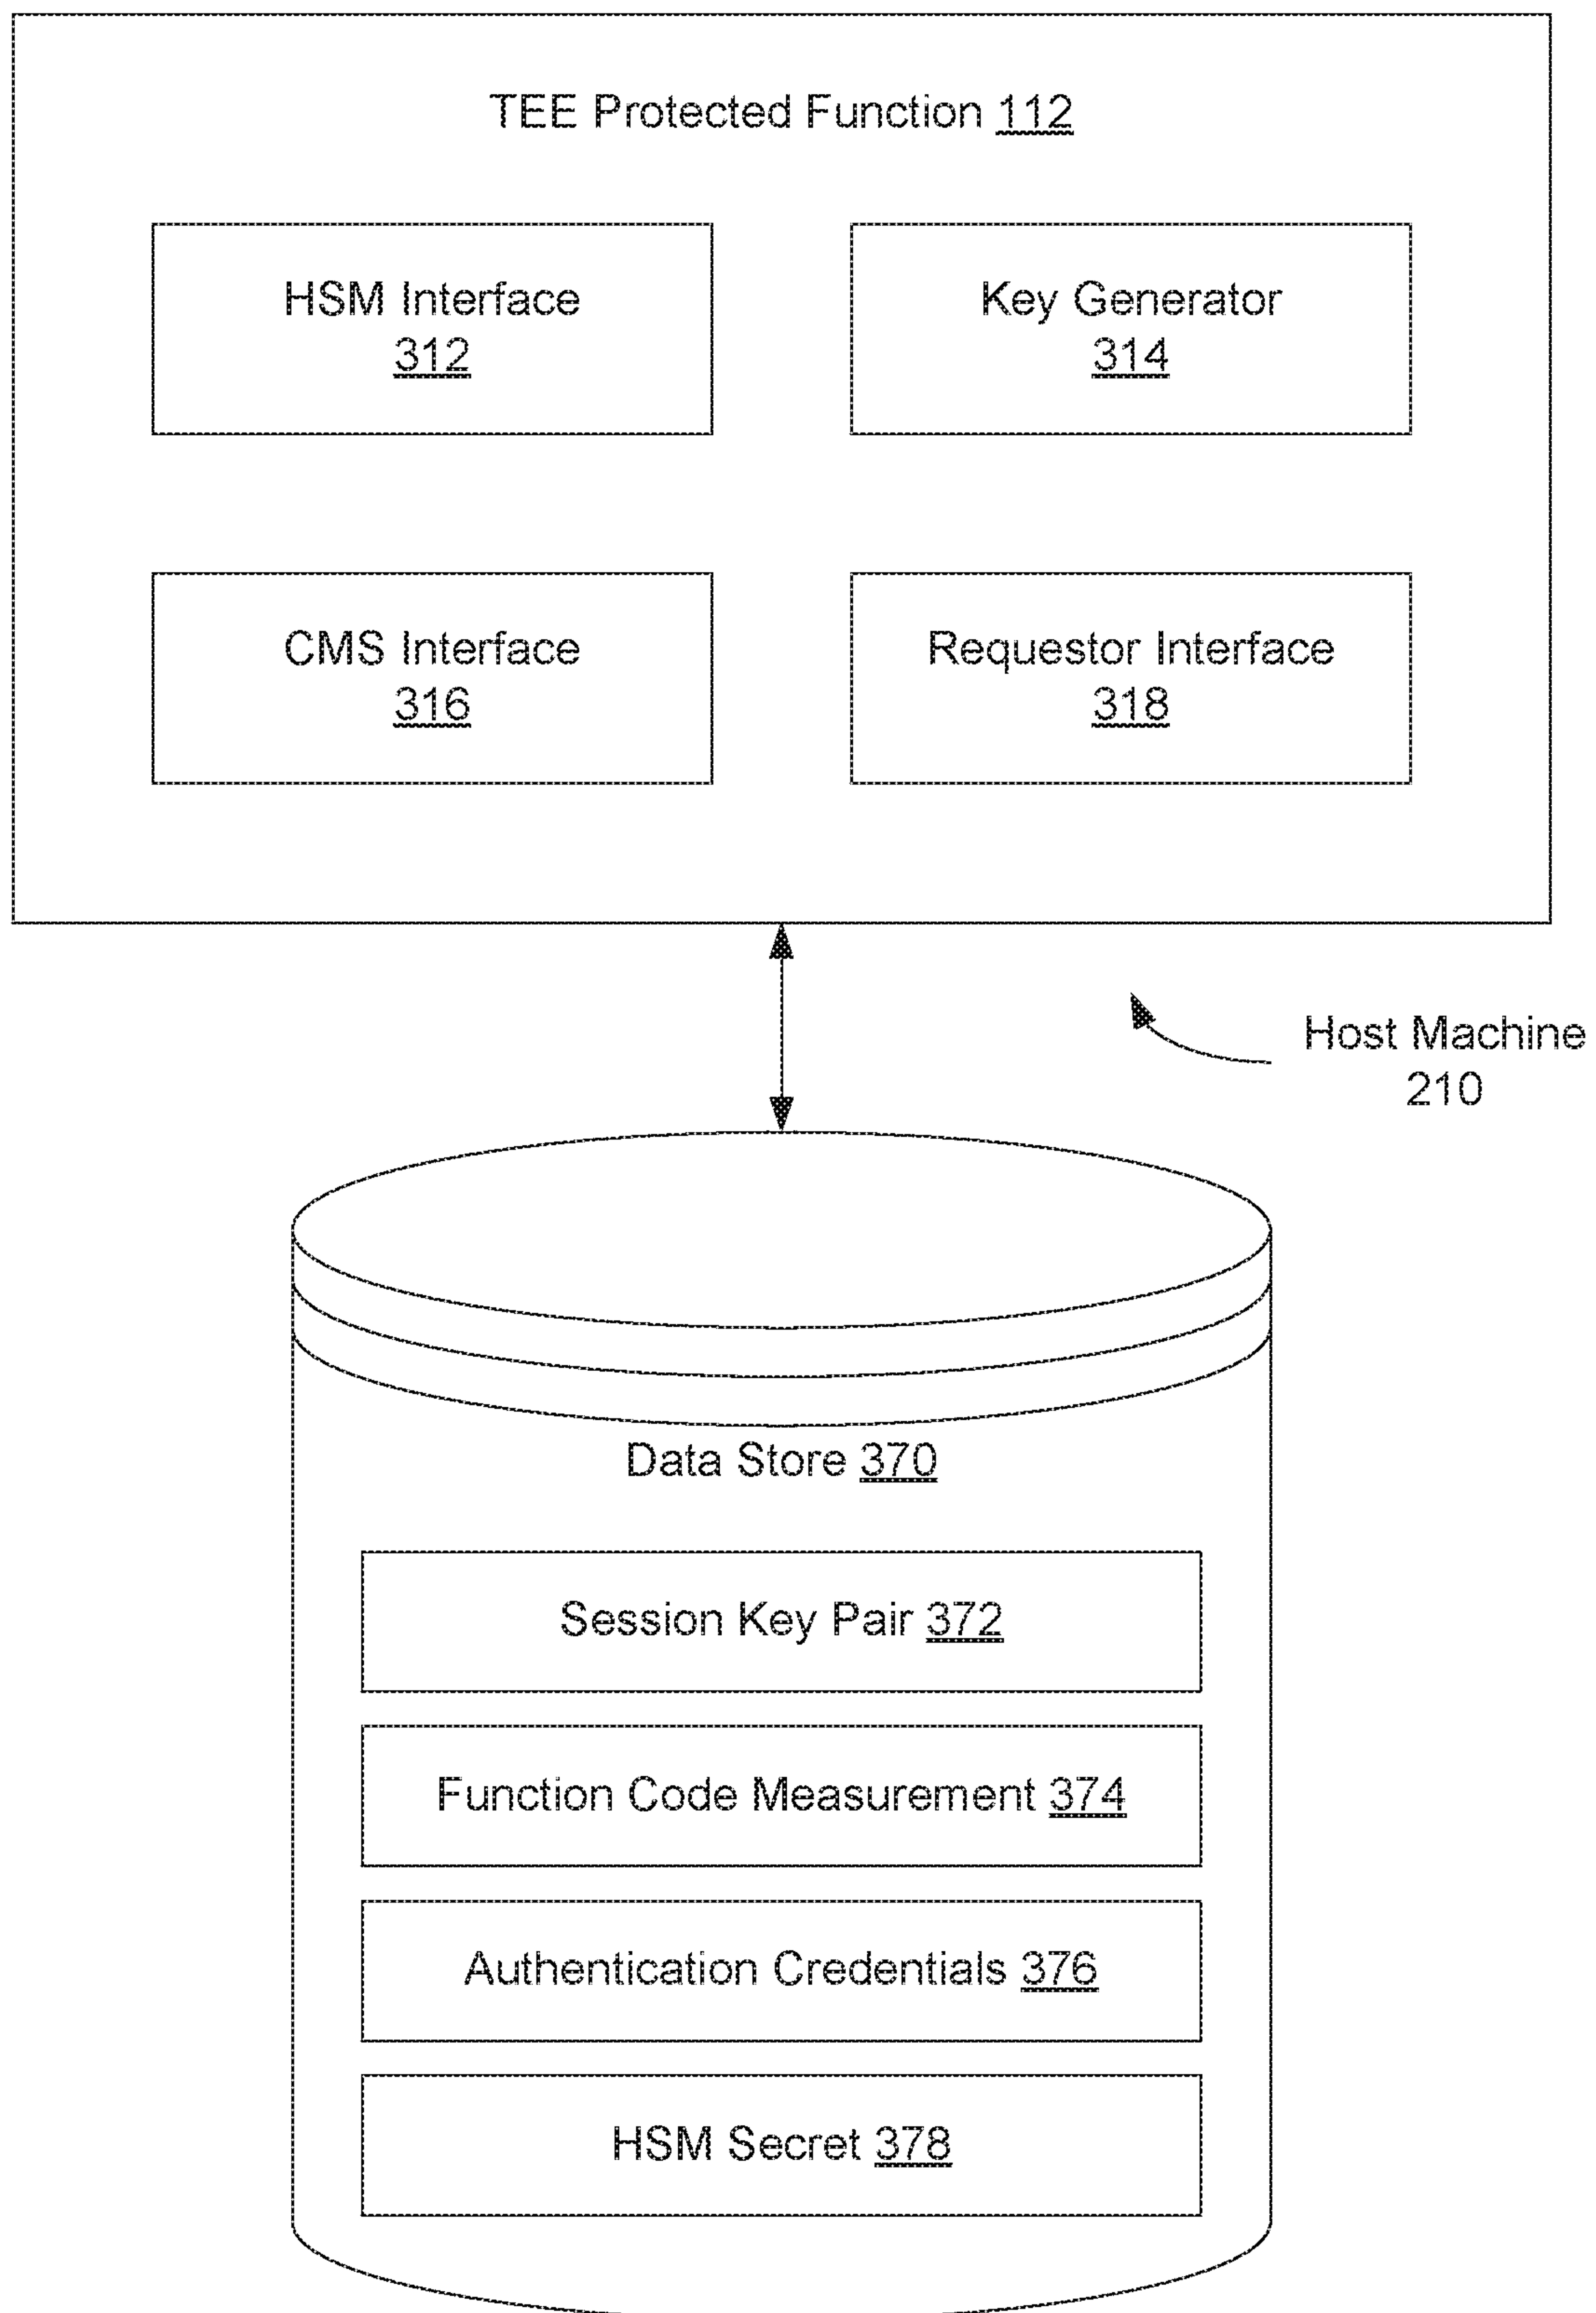 TEE Protected Function 112
HSM Interface
312
Key Generator
314
CMS Interface
316
Requestor Interface
318
Host Machine
210
Data Store 370
Session Key Pair 372
Function Code Measurement 374
Authentication Credentials 376
HSM Secret 378